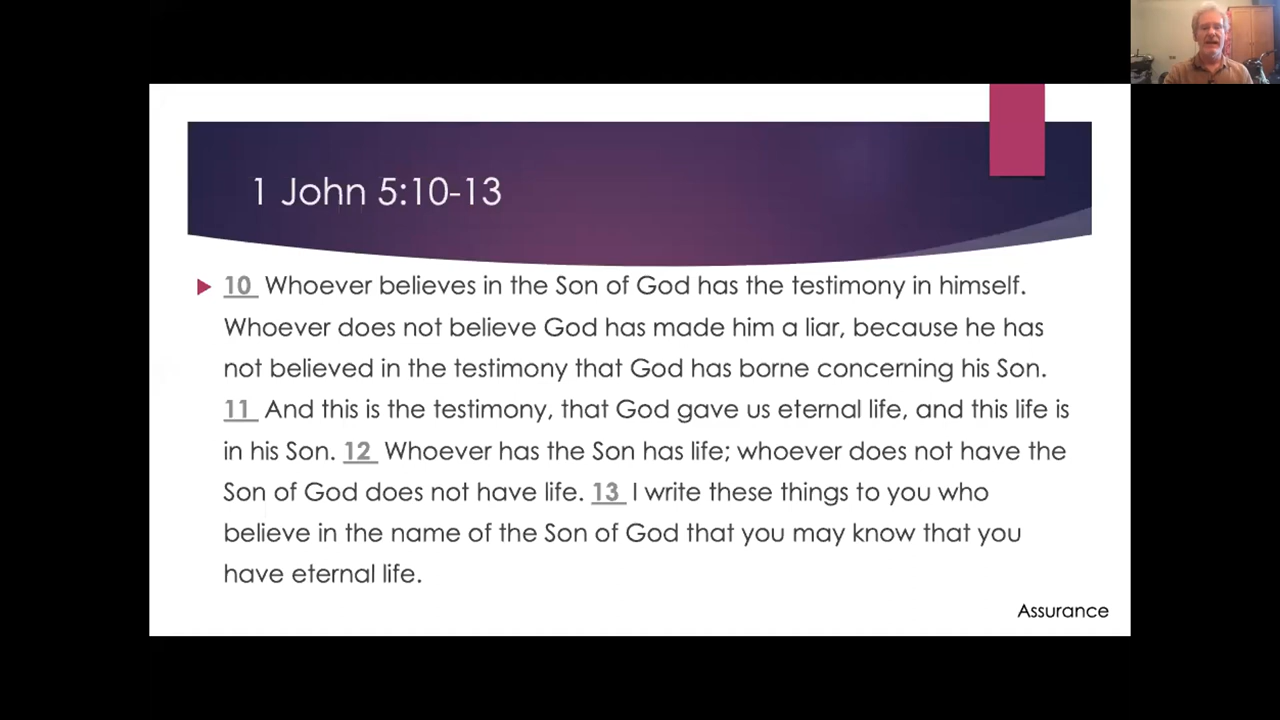 1 John 5:10-13
10 Whoever believes in the Son of God has the testimony in himself.
Whoever does not believe God has made him a liar, because he has
not believed in the testimony that God has borne concerning his Son.
11 And this is the testimony, that God gave us eternal life, and this life is
in his Son. 12 Whoever has the Son has life; whoever does not have the
Son of God does not have life. 13 I write these things to you who
believe in the name of the Son of God that you may know that you
have eternal life.
Assurance